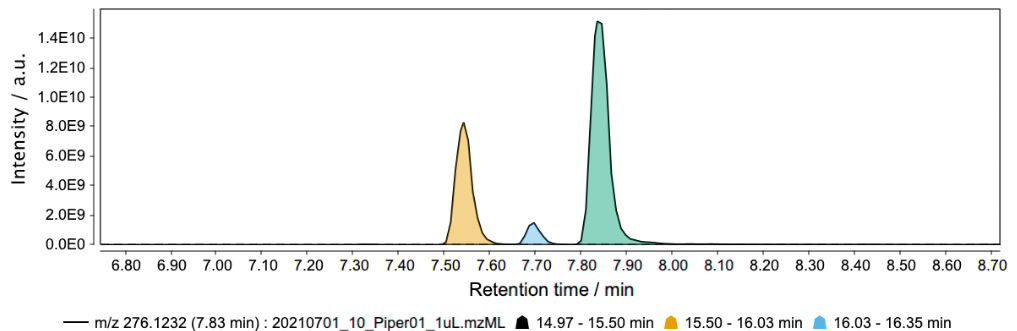 Intensity / a.u.
1.4E10
1.2E10
1.0E10
8.0E9
6.0E9
4.0E9
2.0E9
0.0E0
6.80 6.90 7.00 7.10 7.20 7.30 7.40 7.50 7.60 7.70 7.80 7.90 8.00 8.10 8.20 8.30 8.40 8.50 8.60 8.70
Retention time / min
m/z 276.1232 (7.83 min) : 20210701_10_Piper01_1uL.mzML 14.97 - 15.50 min 15.50 - 16.03 min 16.03 - 16.35 min